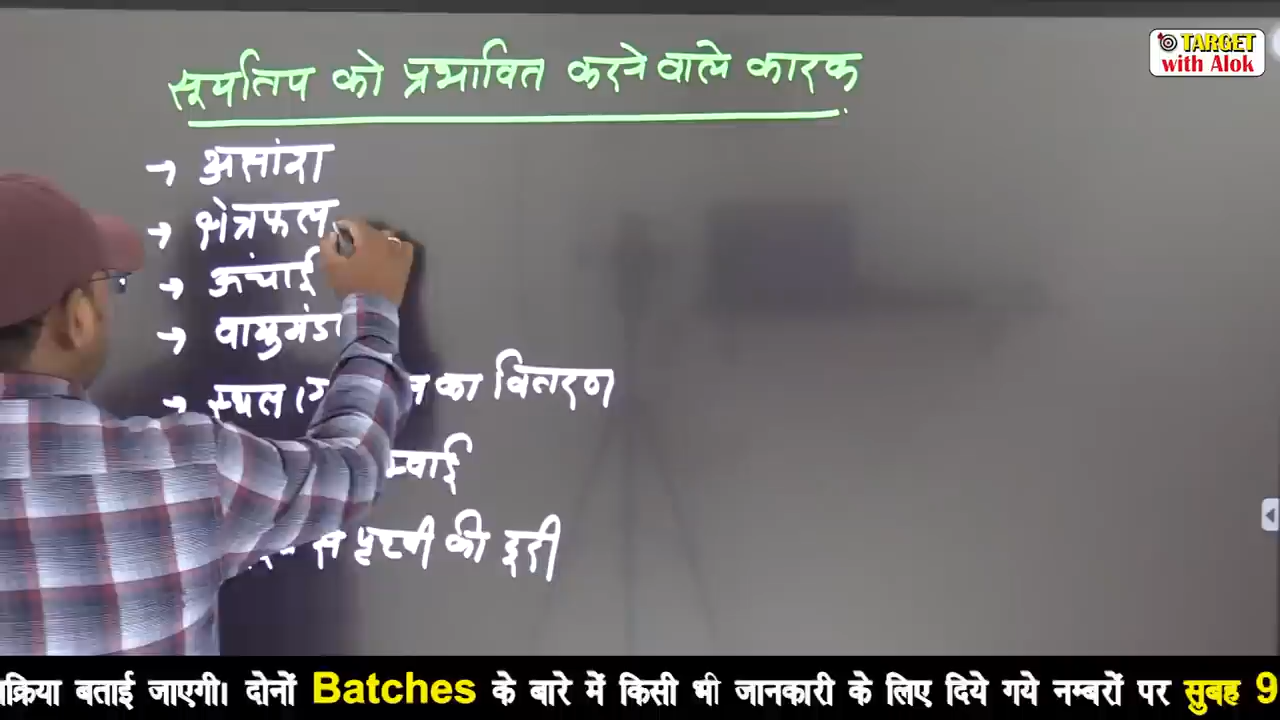 TARGET
with Alok
सूर्यातप को प्रभावित करने वाले कारक
→ अक्षांश
→ क्षेत्रफल
→ ऊंचाई
→ वायुमंड
→ स्थल का वितरण
से पृथ्वी की दूरी
क्रिया बताई जाएगी। दोनों Batches के बारे में किसी भी जानकारी के लिए दिये गये नम्बरों पर सुबह 9